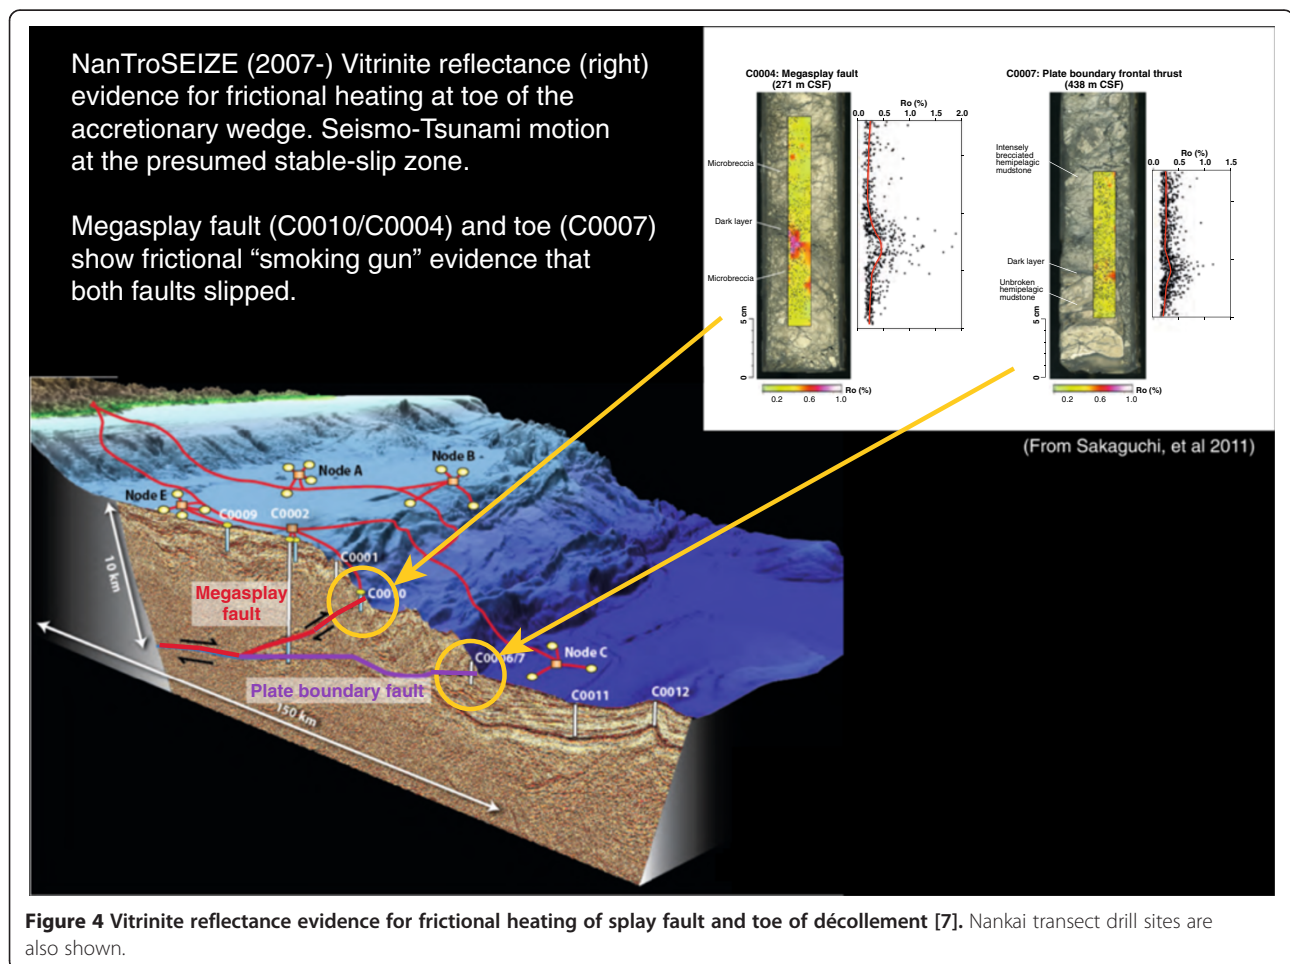 NanTroSEIZE (2007-) Vitrinite reflectance (right)
evidence for frictional heating at toe of the
accretionary wedge. Seismo-Tsunami motion
at the presumed stable-slip zone.
Megasplay fault (C0010/C0004) and toe (C0007)
show frictional “smoking gun” evidence that
both faults slipped.
C0004: Megasplay fault
(271 m CSF)
Ro (%)
0.0 0.5 1.0 1.5 2.0
Microbreccia
Dark layer
Microbreccia
5 cm
0
Ro (%)
0.2 0.6 1.0
C0007: Plate boundary frontal thrust
(438 m CSF)
Ro (%)
0.0 0.5 1.0 1.5
Intensely
brecciated
hemipelagic
mudstone
Dark layer
Unbroken
hemipelagic
mudstone
5 cm
0
Ro (%)
0.2 0.6 1.0
(From Sakaguchi, et al 2011)
Node B
Node A
Node E
C0009
C0002
C0001
C0010
10 km
Megasplay
fault
C0006/7
Node C
Plate boundary fault
C0011
C0012
150 km
Figure 4 Vitrinite reflectance evidence for frictional heating of splay fault and toe of décollement [7]. Nankai transect drill sites are
also shown.